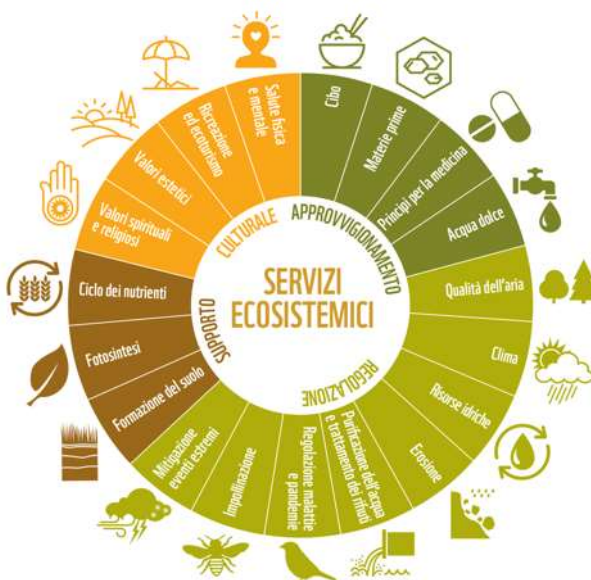 SERVIZI
ECOSISTEMICI
APPROVVIGIONAMENTO
Cibo
Materie prime
Principi per la medicina
Acqua dolce
REGOLAZIONE
Qualità dell'aria
Clima
Risorse idriche
Erosione
Purificazione dell'acqua
e trattamento dei rifiuti
Regolazione malattie
e pandemie
Impollinazione
Mitigazione
eventi estremi
SUPPORTO
Formazione del suolo
Fotosintesi
Ciclo dei nutrienti
CULTURALE
Valori spirituali
e religiosi
Valori estetici
Ricreazione
ed ecoturismo
Salute fisica
e mentale